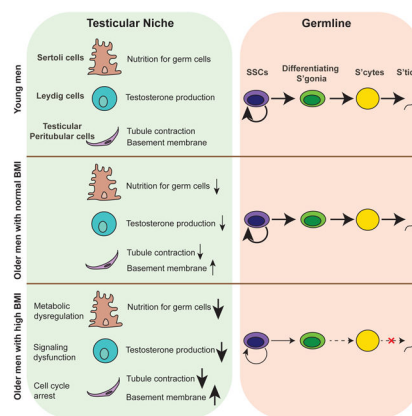 Testicular Niche
Germline
Young men
Sertoli cells
Nutrition for germ cells
Leydig cells
Testosterone production
Testicular
Peritubular cells
Tubule contraction
Basement membrane
SSCs
Differentiating
S'gonia
S'cytes
S'tic
Older men with normal BMI
Nutrition for germ cells
Testosterone production
Tubule contraction
Basement membrane
Older men with high BMI
Metabolic
dysregulation
Nutrition for germ cells
Signaling
dysfunction
Testosterone production
Cell cycle
arrest
Tubule contraction
Basement membrane